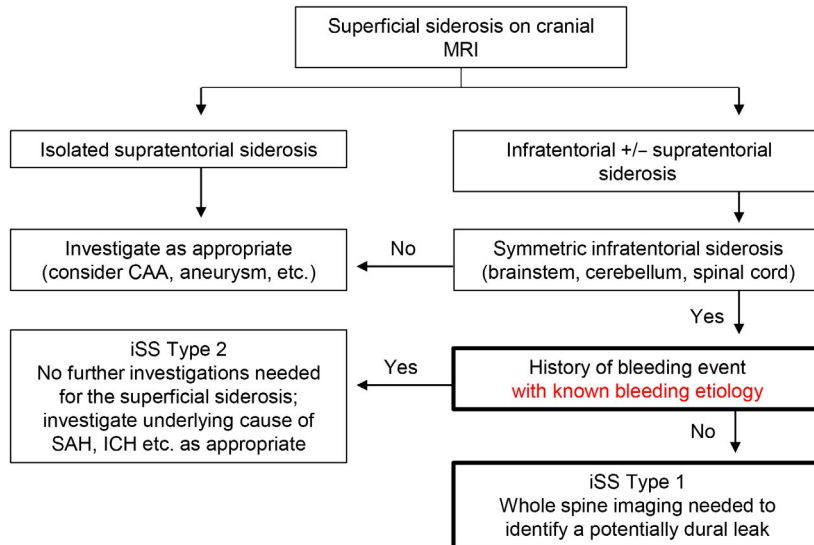 Superficial siderosis on cranial
MRI
Isolated supratentorial siderosis
Infratentorial +/− supratentorial
siderosis
Investigate as appropriate
(consider CAA, aneurysm, etc.)
No
Symmetric infratentorial siderosis
(brainstem, cerebellum, spinal cord)
Yes
iSS Type 2
No further investigations needed
for the superficial siderosis;
investigate underlying cause of
SAH, ICH etc. as appropriate
Yes
History of bleeding event
with known bleeding etiology
No
iSS Type 1
Whole spine imaging needed to
identify a potentially dural leak